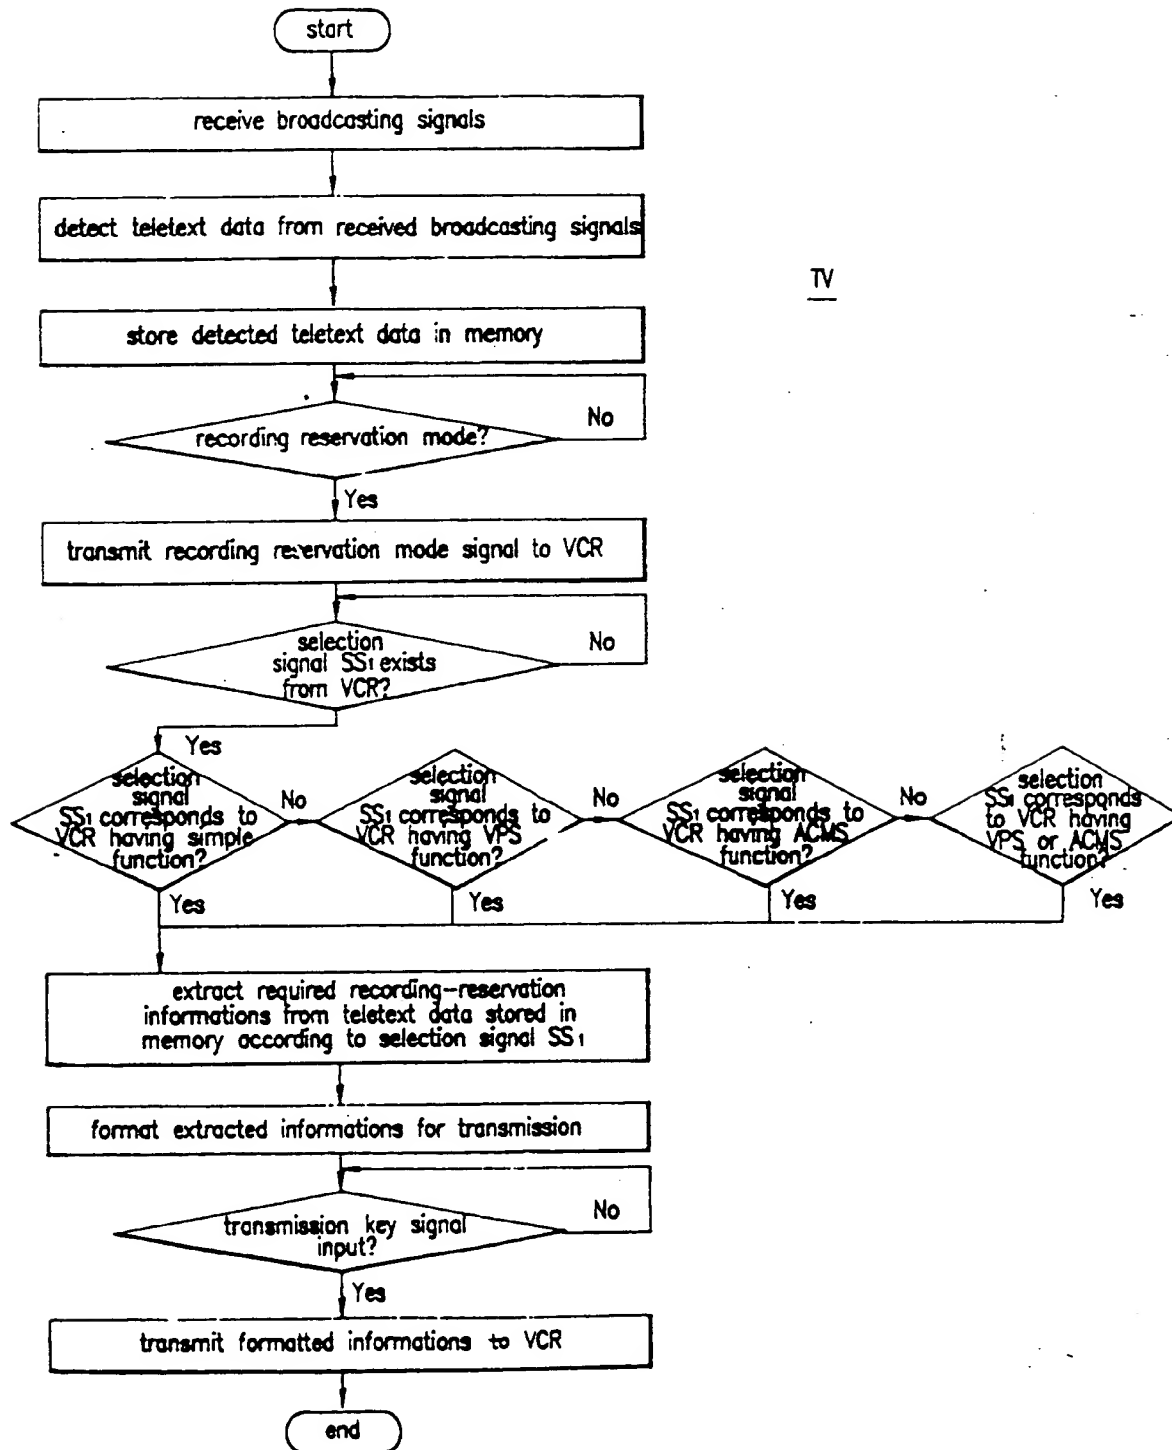 start
receive broadcasting signals
detect teletext data from received broadcasting signals
TV
store detected teletext data in memory
No
recording reservation mode?
Yes
transmit recording reservation mode signal to VCR
No
selection
signal SS1 exists
from VCR?
Yes
selection
signal
SS1 corresponds to
VCR having simple
function?
No
selection
signal
SS1 corresponds to
VCR having VPS
function?
No
selection
signal
SS1 corresponds to
VCR having ACMS
function?
No
selection
SS1 corresponds
to VCR having
VPS or ACMS
function?
Yes
Yes
Yes
Yes
extract required recording-reservation
informations from teletext data stored in
memory according to selection signal SS1
format extracted informations for transmission
No
transmission key signal
input?
Yes
transmit formatted informations to VCR
end